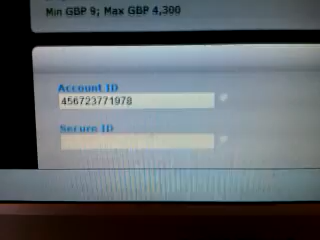 Min GBP 9; Max GBP 4,300
Account ID
456723771978
Secure ID